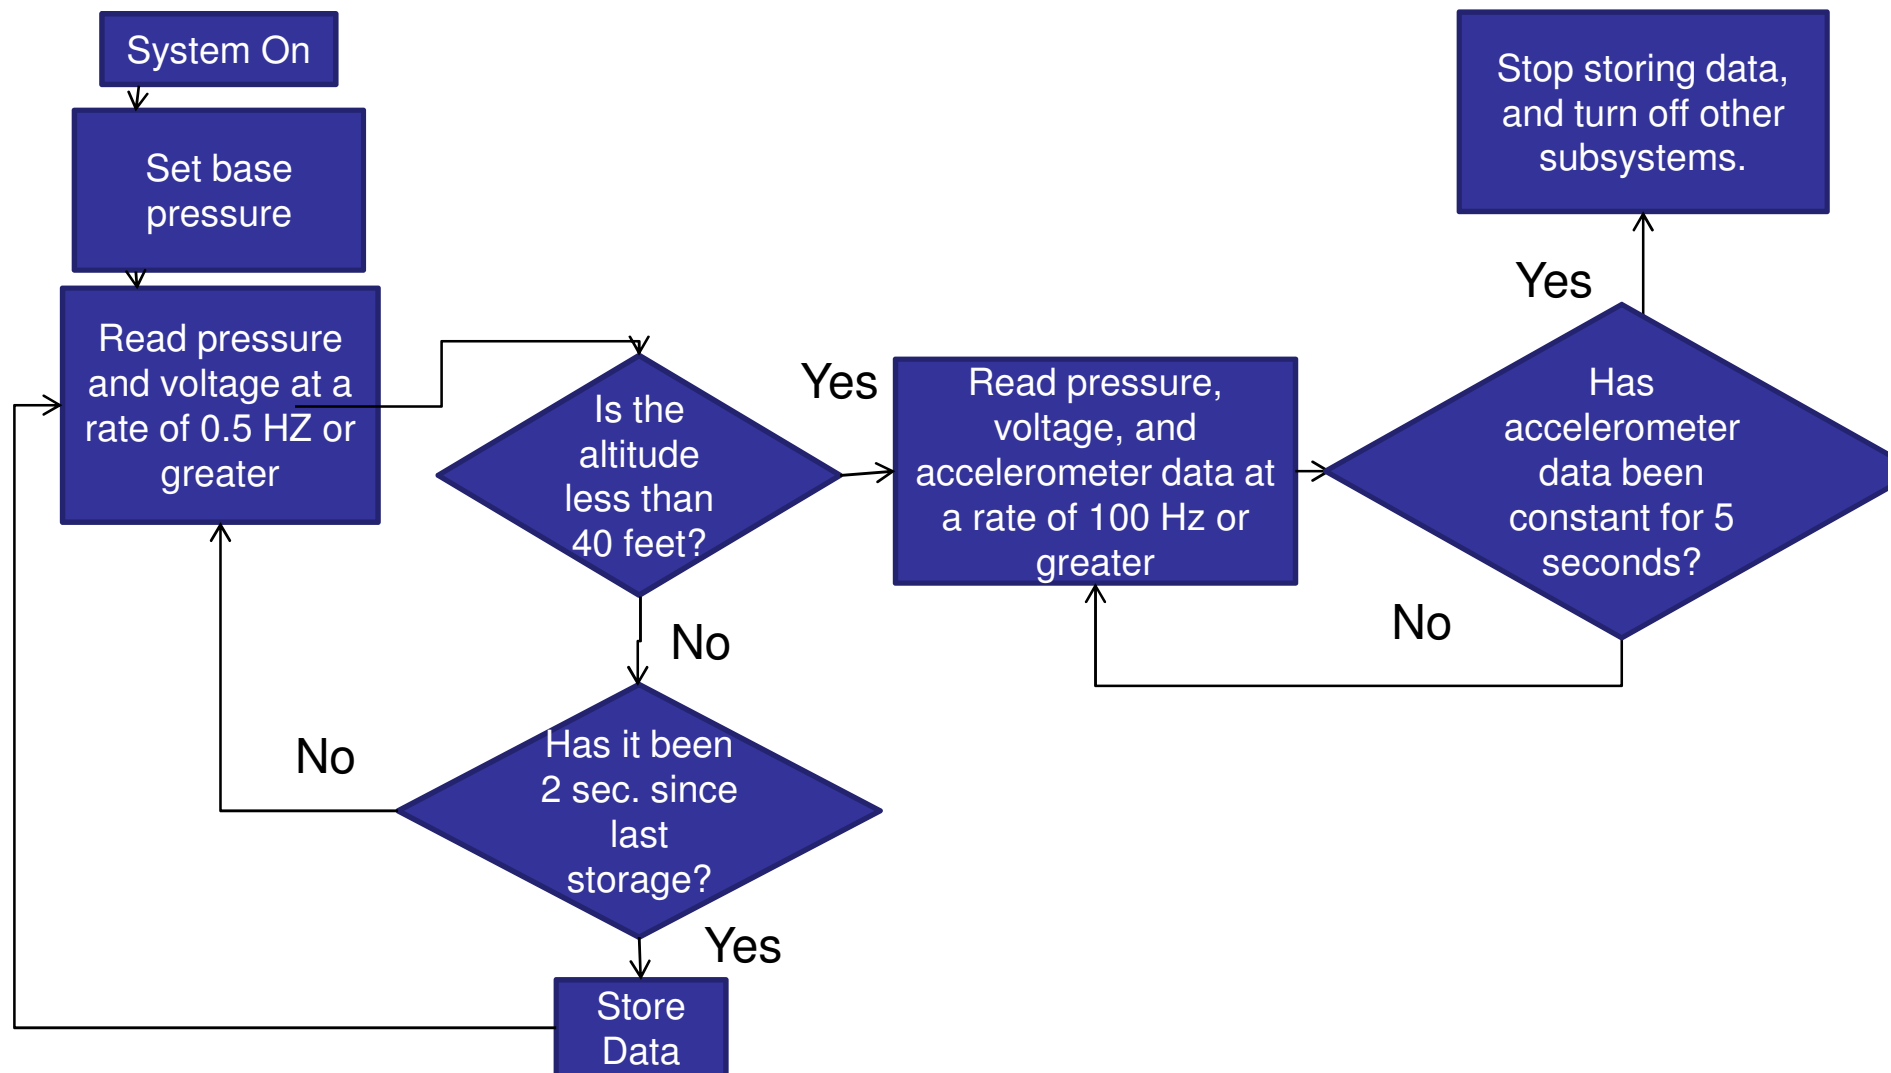 System On
Set base
pressure
Read pressure
and voltage at a
rate of 0.5 HZ or
greater
Is the
altitude
less than
40 feet?
Yes
No
Has it been
2 sec. since
last
storage?
No
Yes
Store
Data
Read pressure,
voltage, and
accelerometer data at
a rate of 100 Hz or
greater
Has
accelerometer
data been
constant for 5
seconds?
No
Yes
Stop storing data,
and turn off other
subsystems.